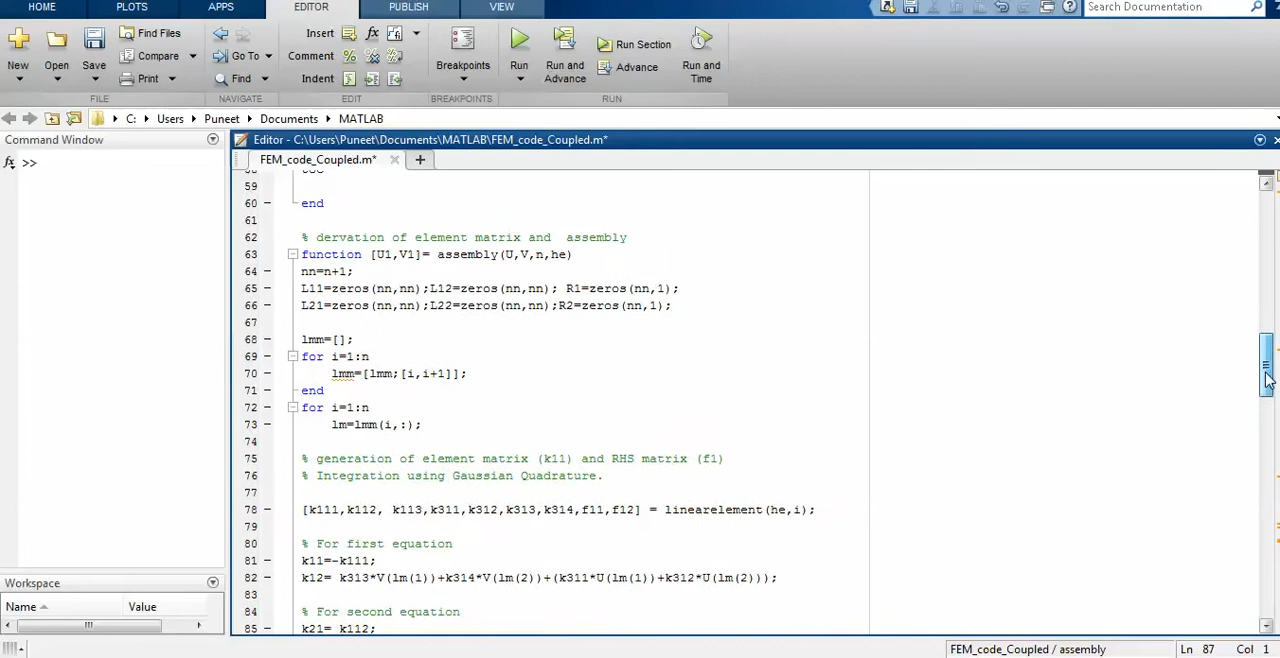 HOME PLOTS APPS EDITOR PUBLISH VIEW Search Documentation
Insert fx
Find Files
Comment
Compare
Go To
Run Section
New Open Save Breakpoints Run Run and Advance Advance Run and Time
Indent
Print
Find
FILE NAVIGATE EDIT BREAKPOINTS RUN
C: Users Puneet Documents MATLAB
Command Window
Editor - C:\Users\Puneet\Documents\MATLAB\FEM_code_Coupled.m*
fx >>
FEM_code_Coupled.m* × +
59
60 – end
61
62 % dervation of element matrix and  assembly
63 function [U1,V1]= assembly(U,V,n,he)
64 – nn=n+1;
65 – L11=zeros(nn,nn);L12=zeros(nn,nn); R1=zeros(nn,1);
66 – L21=zeros(nn,nn);L22=zeros(nn,nn);R2=zeros(nn,1);
67
68 – lmm=[];
69 – for i=1:n
70 – lmm=[lmm;[i,i+1]];
71 – end
72 – for i=1:n
73 – lm=lmm(i,:);
74
75 % generation of element matrix (k11) and RHS matrix (f1)
76 % Integration using Gaussian Quadrature.
77
78 – [k111,k112, k113,k311,k312,k313,k314,f11,f12] = linearelement(he,i);
79
80 % For first equation
81 – k11=-k111;
82 – k12= k313*V(lm(1))+k314*V(lm(2))+(k311*U(lm(1))+k312*U(lm(2)));
83
84 % For second equation
85 – k21= k112;
Workspace
Name Value
FEM_code_Coupled / assembly Ln 87 Col 1